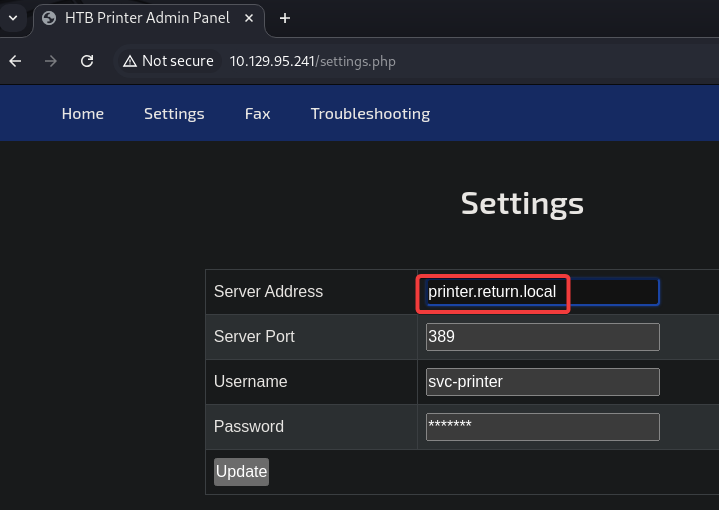 HTB Printer Admin Panel
Not secure 10.129.95.241/settings.php
Home Settings Fax Troubleshooting
Settings
Server Address printer.return.local
Server Port 389
Username svc-printer
Password *******
Update